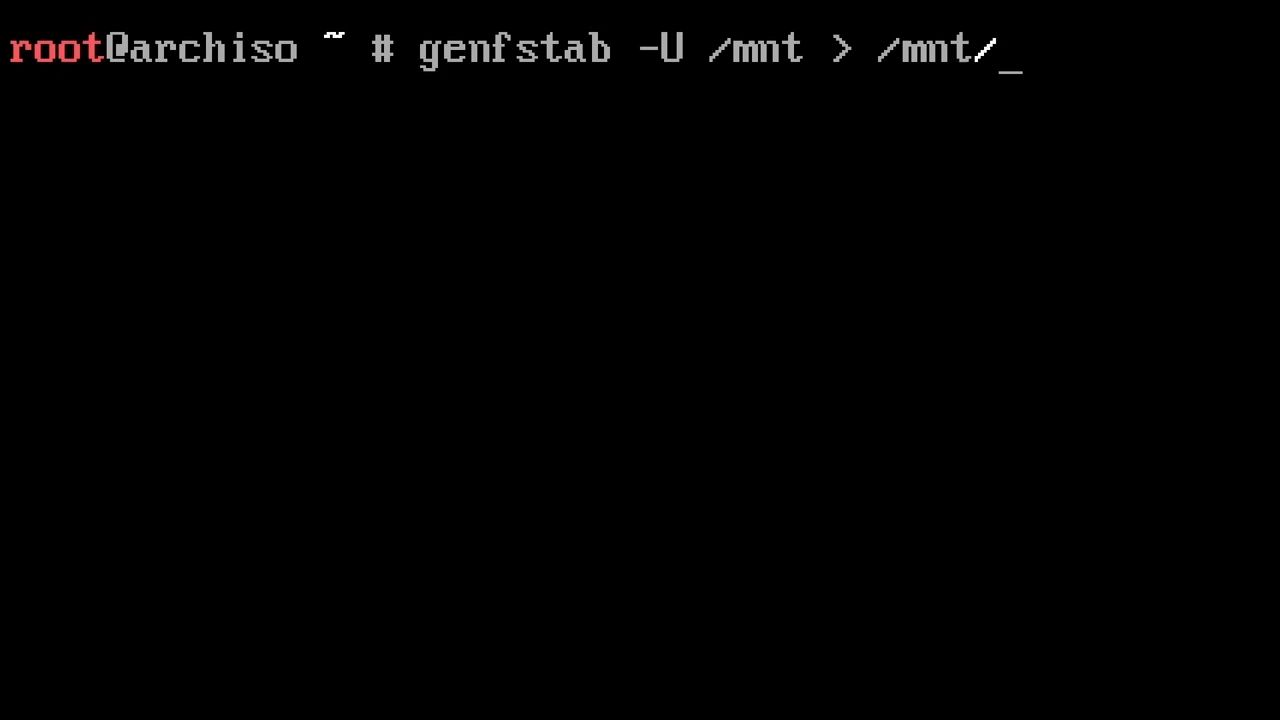 root@archiso ~ # genfstab -U /mnt > /mnt/_